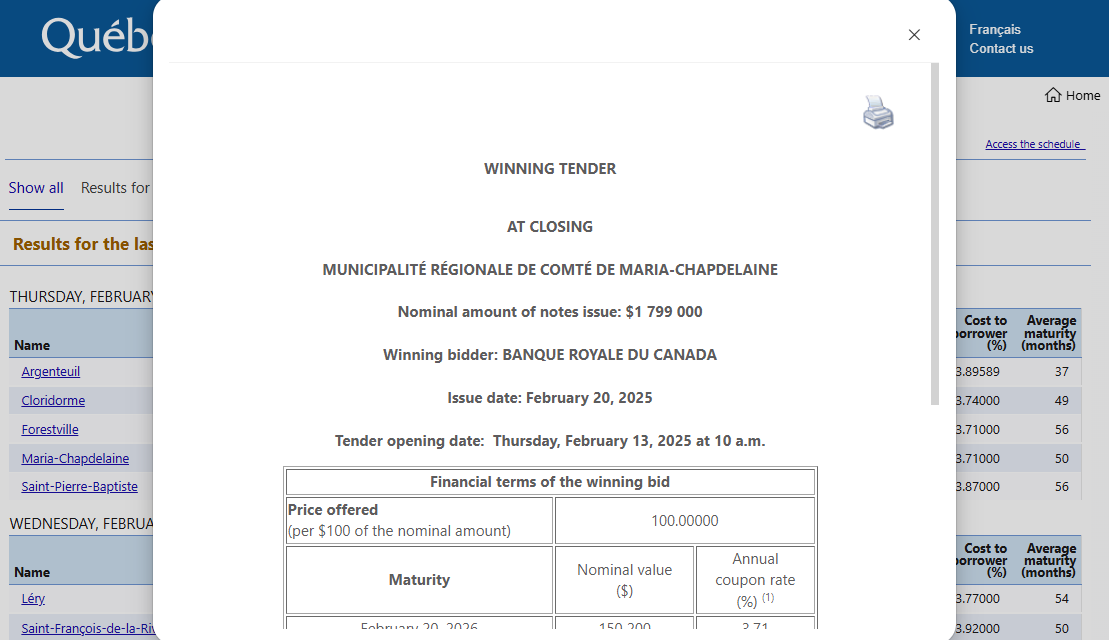 Québ
Français
Contact us
Home
Access the schedule
Show all Results for
Results for the las
THURSDAY, FEBRUARY
Name
Cost to
borrower
(%)
Average
maturity
(months)
Argenteuil 3.89589 37
Cloridorme 3.74000 49
Forestville 3.71000 56
Maria-Chapdelaine 3.71000 50
Saint-Pierre-Baptiste 3.87000 56
WEDNESDAY, FEBRUA
Name
Cost to
orrower
(%)
Average
maturity
(months)
Léry 3.77000 54
Saint-François-de-la-Riv 3.92000 50
WINNING TENDER
AT CLOSING
MUNICIPALITÉ RÉGIONALE DE COMTÉ DE MARIA-CHAPDELAINE
Nominal amount of notes issue: $1 799 000
Winning bidder: BANQUE ROYALE DU CANADA
Issue date: February 20, 2025
Tender opening date: Thursday, February 13, 2025 at 10 a.m.
Financial terms of the winning bid
Price offered
(per $100 of the nominal amount)
100.00000
Maturity
Nominal value
($)
Annual
coupon rate
(%) (1)
February 20, 2026 150 200 3.71